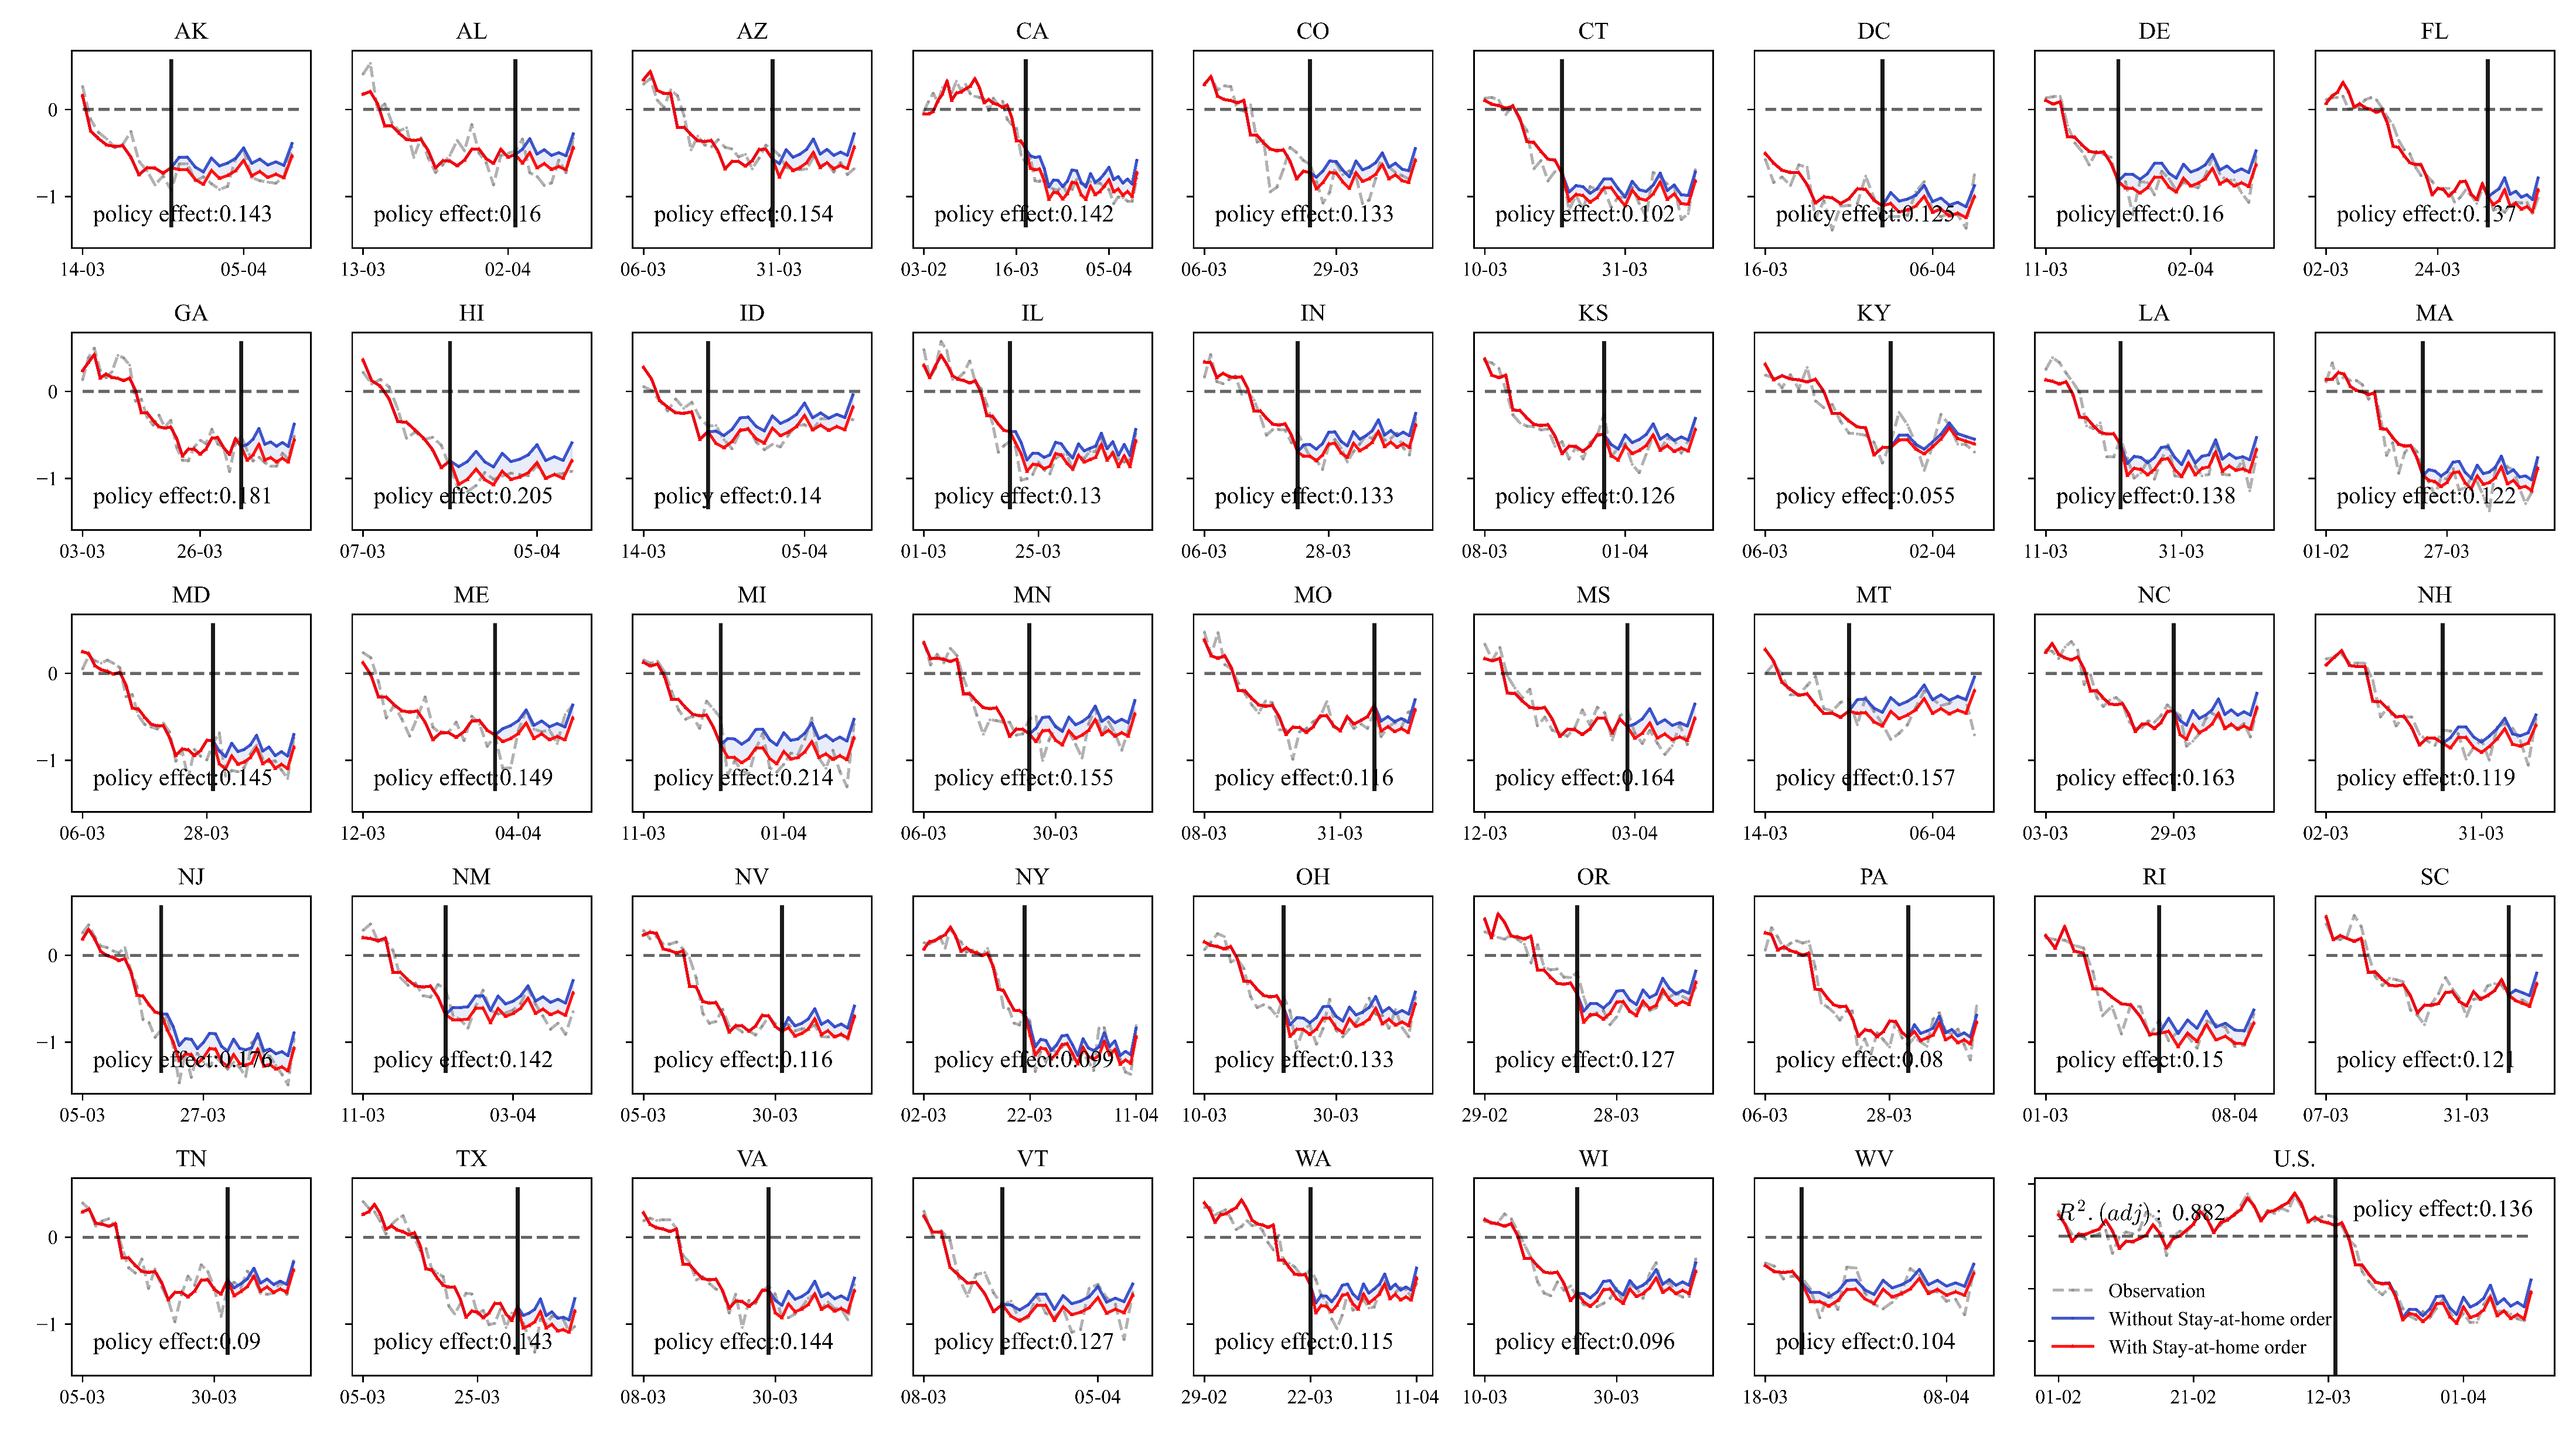 AK AL AZ CA CO CT DC DE FL
0
−1
policy effect:0.143 policy effect:0.16 policy effect:0.154 policy effect:0.142 policy effect:0.133 policy effect:0.102 policy effect:0.125 policy effect:0.16 policy effect:0.137
14-03 05-04 13-03 02-04 06-03 31-03 03-02 16-03 05-04 06-03 29-03 10-03 31-03 16-03 06-04 11-03 02-04 02-03 24-03
GA HI ID IL IN KS KY LA MA
0
−1
policy effect:0.181 policy effect:0.205 policy effect:0.14 policy effect:0.13 policy effect:0.133 policy effect:0.126 policy effect:0.055 policy effect:0.138 policy effect:0.122
03-03 26-03 07-03 05-04 14-03 05-04 01-03 25-03 06-03 28-03 08-03 01-04 06-03 02-04 11-03 31-03 01-02 27-03
MD ME MI MN MO MS MT NC NH
0
−1
policy effect:0.145 policy effect:0.149 policy effect:0.214 policy effect:0.155 policy effect:0.116 policy effect:0.164 policy effect:0.157 policy effect:0.163 policy effect:0.119
06-03 28-03 12-03 04-04 11-03 01-04 06-03 30-03 08-03 31-03 12-03 03-04 14-03 06-04 03-03 29-03 02-03 31-03
NJ NM NV NY OH OR PA RI SC
0
−1
policy effect:0.176 policy effect:0.142 policy effect:0.116 policy effect:0.099 policy effect:0.133 policy effect:0.127 policy effect:0.08 policy effect:0.15 policy effect:0.121
05-03 27-03 11-03 03-04 05-03 30-03 02-03 22-03 11-04 10-03 30-03 29-02 28-03 06-03 28-03 01-03 08-04 07-03 31-03
TN TX VA VT WA WI WV U.S.
R². (adj) : 0.882 policy effect:0.136
0
Observation
Without Stay-at-home order
With Stay-at-home order
−1
policy effect:0.09 policy effect:0.143 policy effect:0.144 policy effect:0.127 policy effect:0.115 policy effect:0.096 policy effect:0.104
05-03 30-03 05-03 25-03 08-03 30-03 08-03 05-04 29-02 22-03 11-04 10-03 30-03 18-03 08-04 01-02 21-02 12-03 01-04